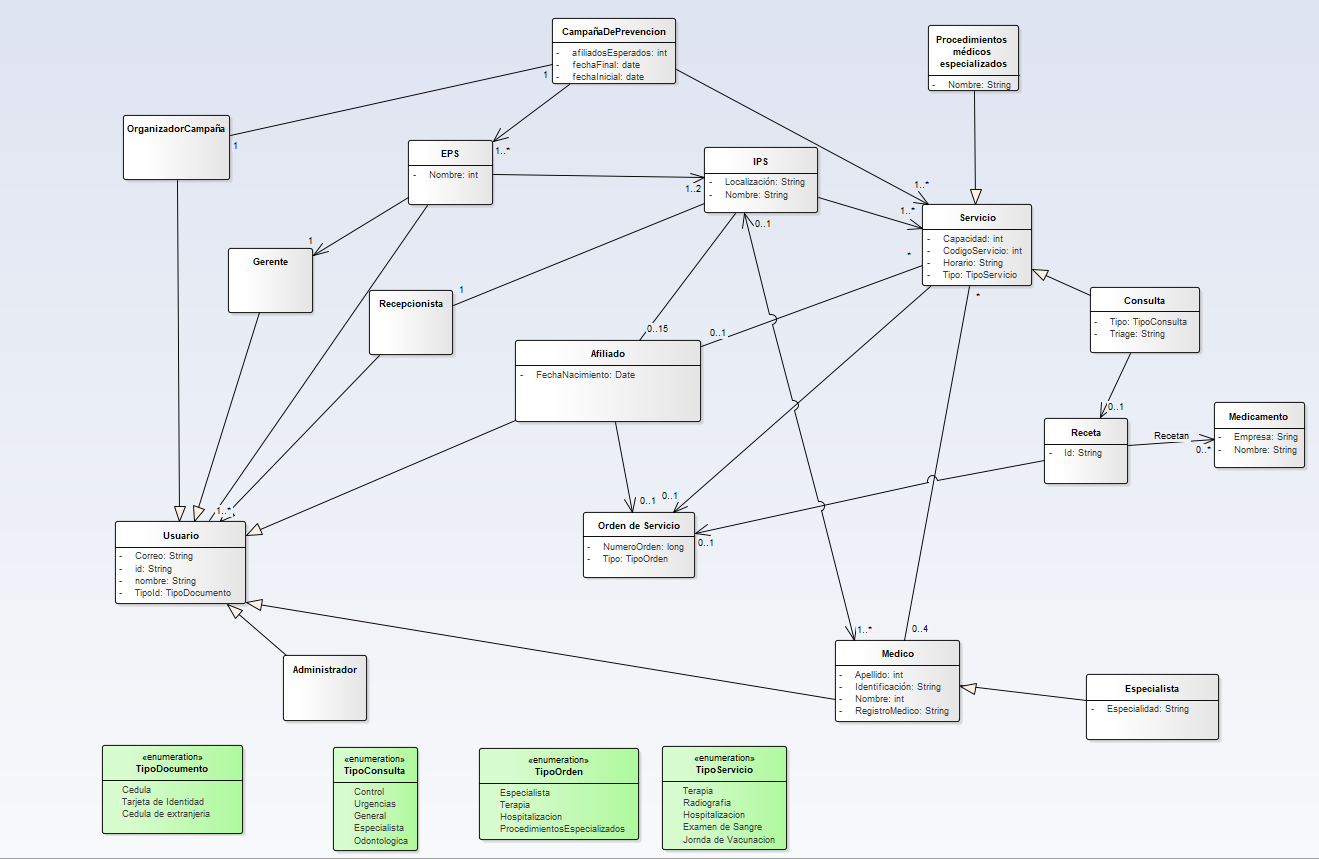 CampañaDePrevencion
- afiliadosEsperados: int
- fechaFinal: date
- fechaInicial: date
Procedimientos
médicos
especializados
- Nombre: String
OrganizadorCampaña
1
1
EPS
- Nombre: int
1..*
IPS
- Localización: String
- Nombre: String
1..2
0..1
1..*
1..*
Servicio
- Capacidad: int
- CodigoServicio: int
- Horario: String
- Tipo: TipoServicio
*
*
Gerente
1
Recepcionista
1
Consulta
- Tipo: TipoConsulta
- Triage: String
0..15
0..1
Afiliado
- FechaNacimiento: Date
0..1
Receta
- Id: String
Recetan
0..*
Medicamento
- Empresa: Sring
- Nombre: String
1..*
0..1
0..1
0..1
Orden de Servicio
- NumeroOrden: long
- Tipo: TipoOrden
Usuario
- Correo: String
- id: String
- nombre: String
- TipoId: TipoDocumento
1..*
0..4
Medico
- Apellido: int
- Identificación: String
- Nombre: int
- RegistroMedico: String
Administrador
Especialista
- Especialidad: String
«enumeration»
TipoDocumento
Cedula
Tarjeta de Identidad
Cedula de extranjeria
«enumeration»
TipoConsulta
Control
Urgencias
General
Especialista
Odontologica
«enumeration»
TipoOrden
Especialista
Terapia
Hospitalizacion
ProcedimientosEspecializados
«enumeration»
TipoServicio
Terapia
Radiografia
Hospitalizacion
Examen de Sangre
Jornda de Vacunacion